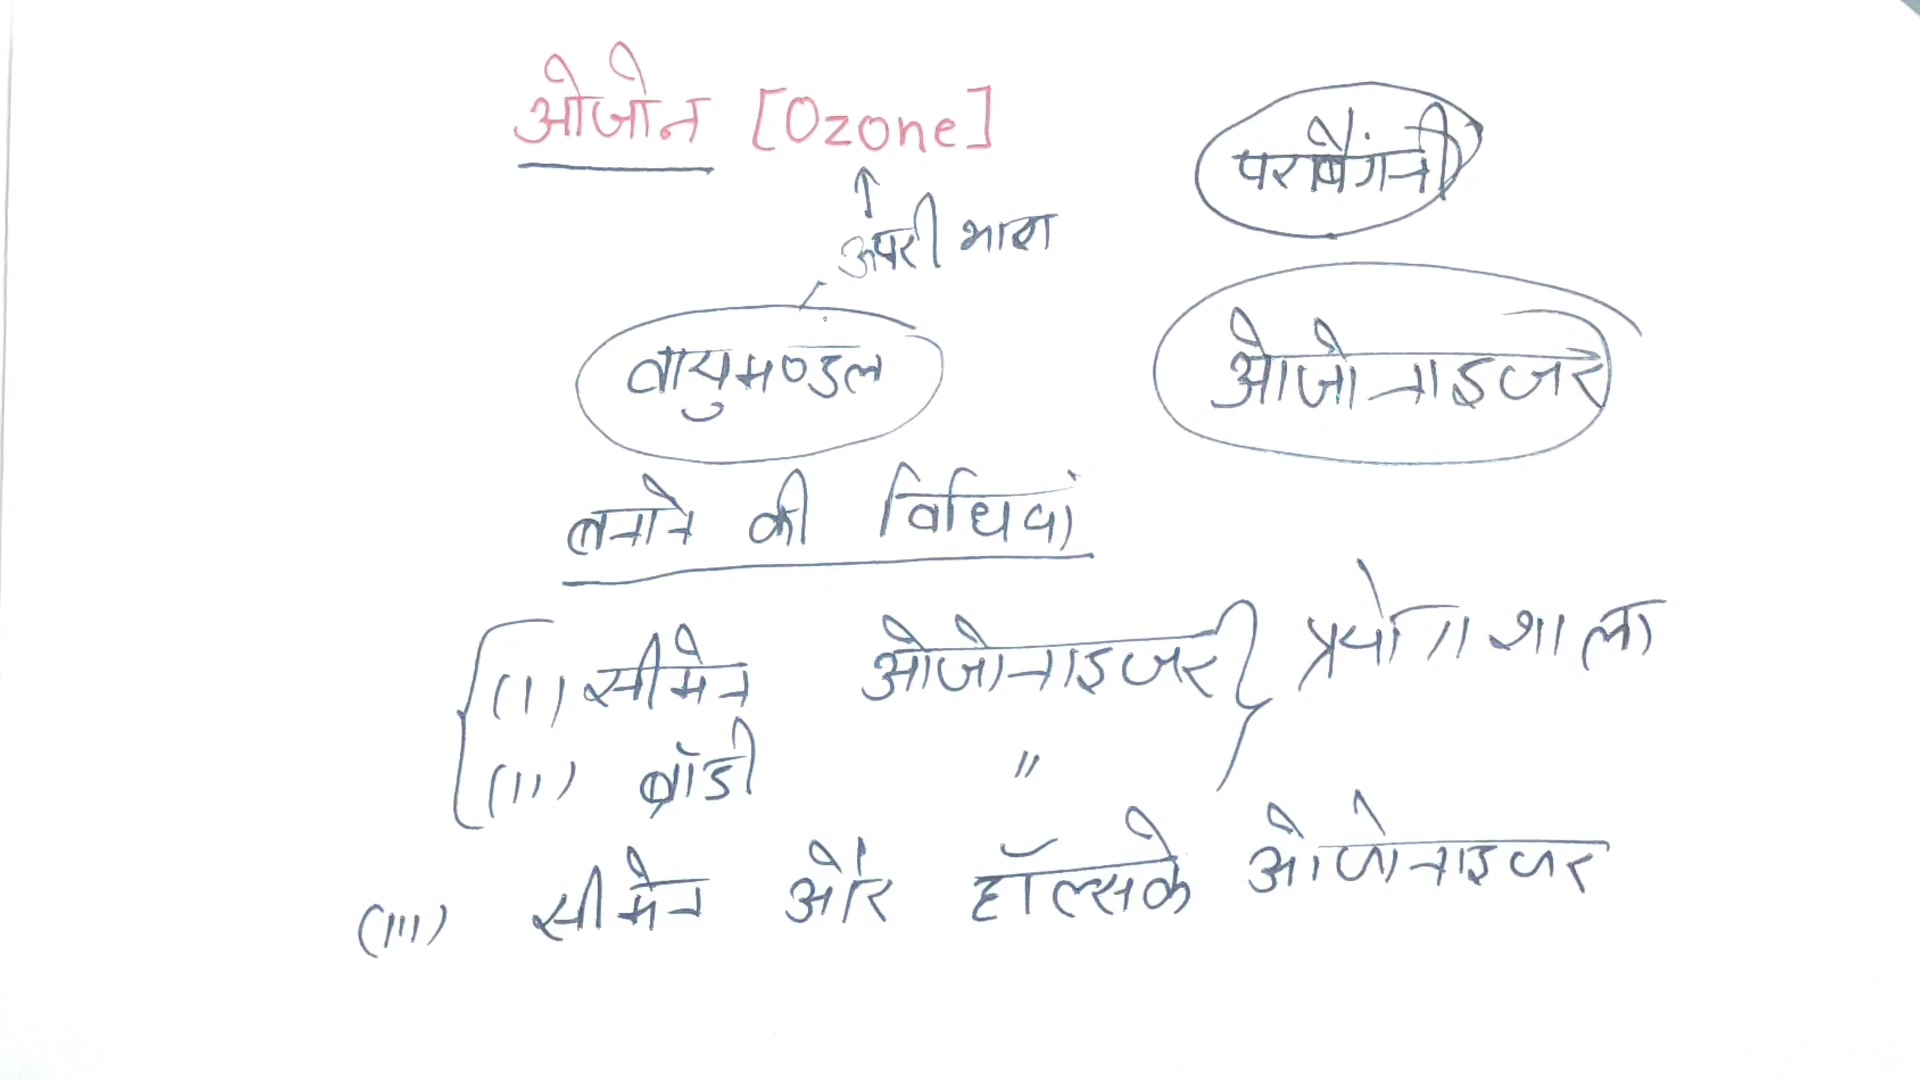 ओजोन [Ozone]
पराबैंगनी
ऊपरी भाग
वायुमण्डल
ओजोनाइजर
बनाने की विधियां
(I) सीमेन ओजोनाइजर } प्रयोगशाला
(II) ब्रॉडी "
(III) सीमेन और हॉल्सके ओजोनाइजर